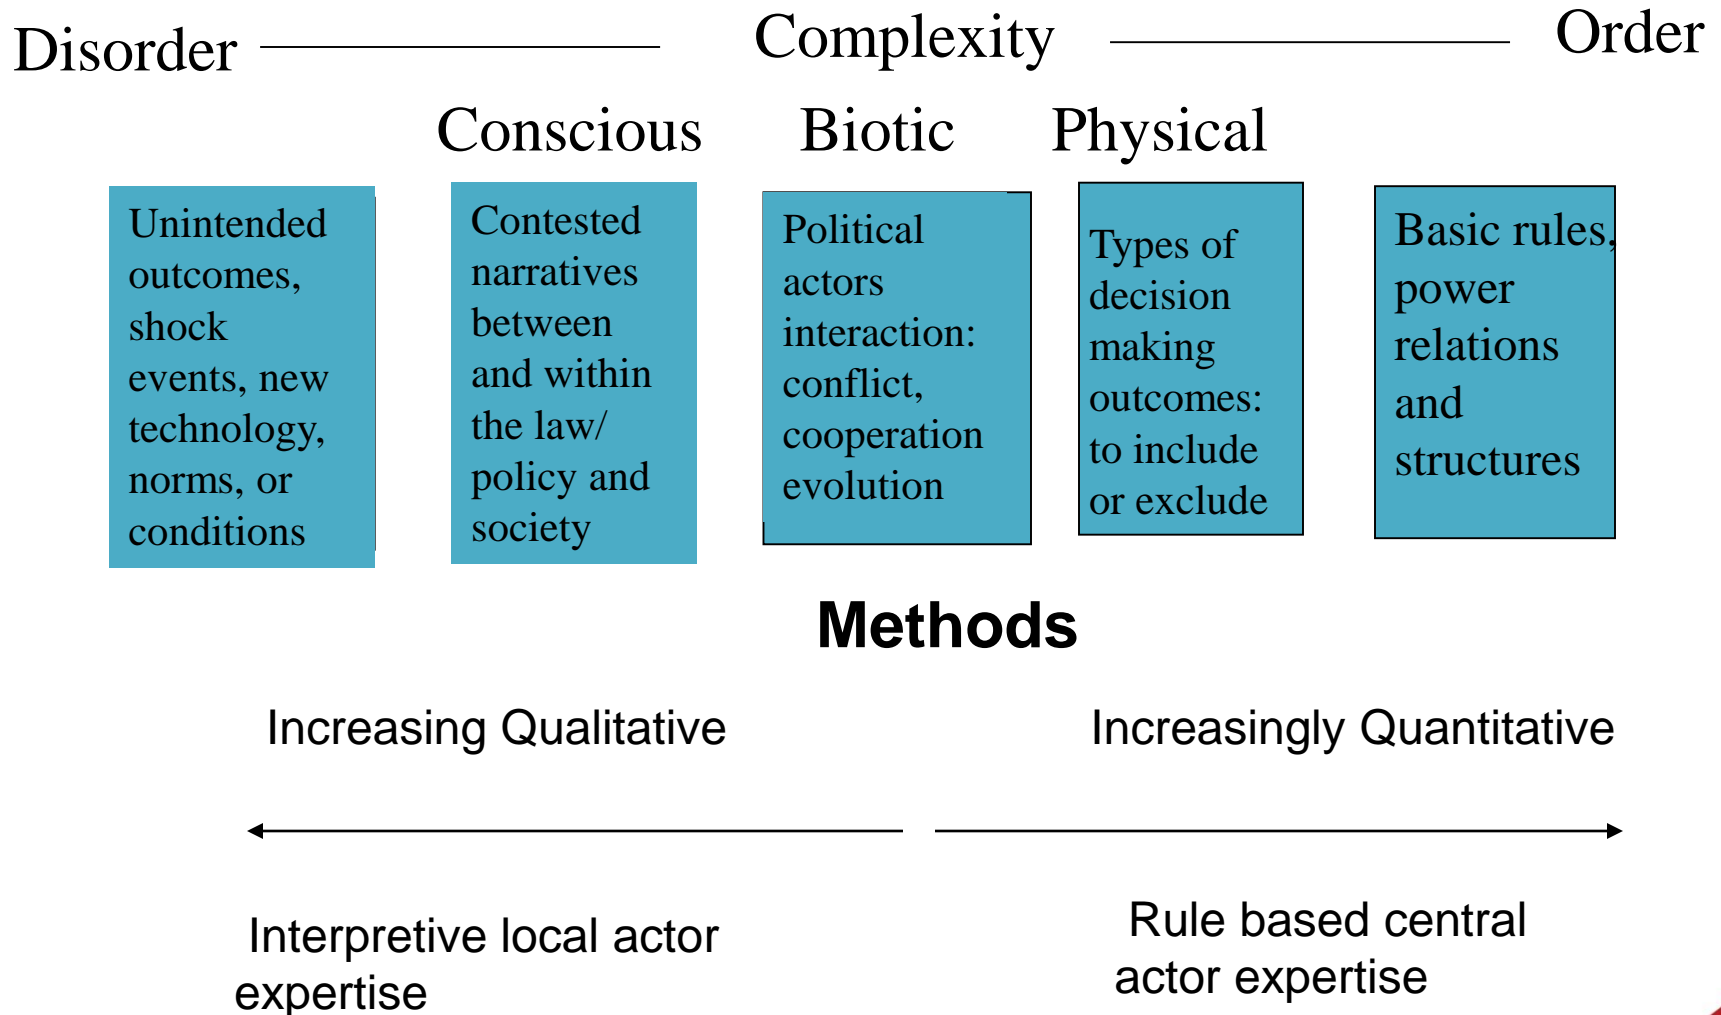 Disorder Complexity Order
Conscious Biotic Physical
Unintended
outcomes,
shock
events, new
technology,
norms, or
conditions
Contested
narratives
between
and within
the law/
policy and
society
Political
actors
interaction:
conflict,
cooperation
evolution
Types of
decision
making
outcomes:
to include
or exclude
Basic rules,
power
relations
and
structures
Methods
Increasing Qualitative
Increasingly Quantitative
Interpretive local actor
expertise
Rule based central
actor expertise